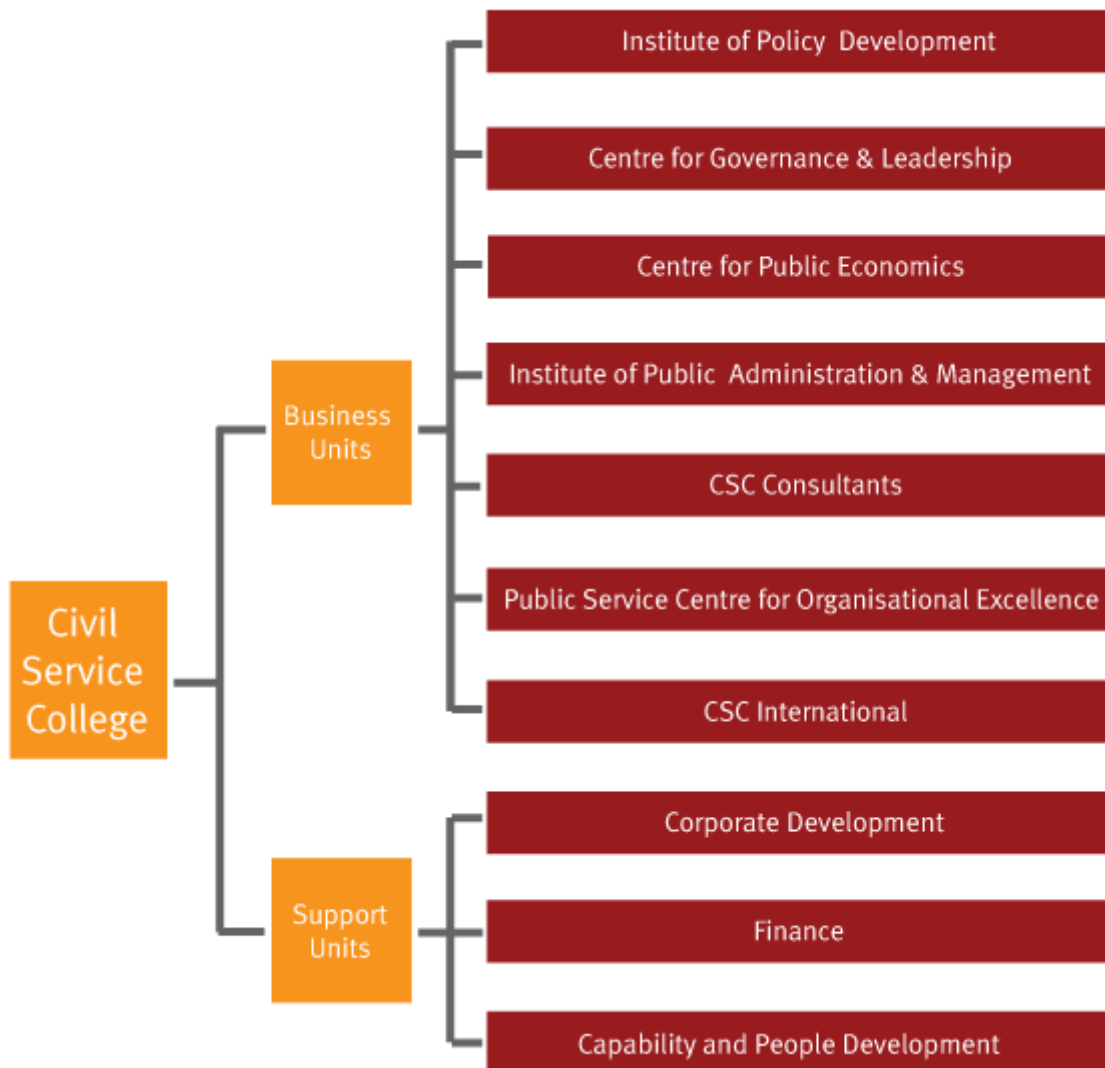 Institute of Policy Development
Centre for Governance & Leadership
Centre for Public Economics
Institute of Public Administration & Management
Business
Units
CSC Consultants
Public Service Centre for Organisational Excellence
Civil
Service
College
CSC International
Corporate Development
Support
Units
Finance
Capability and People Development